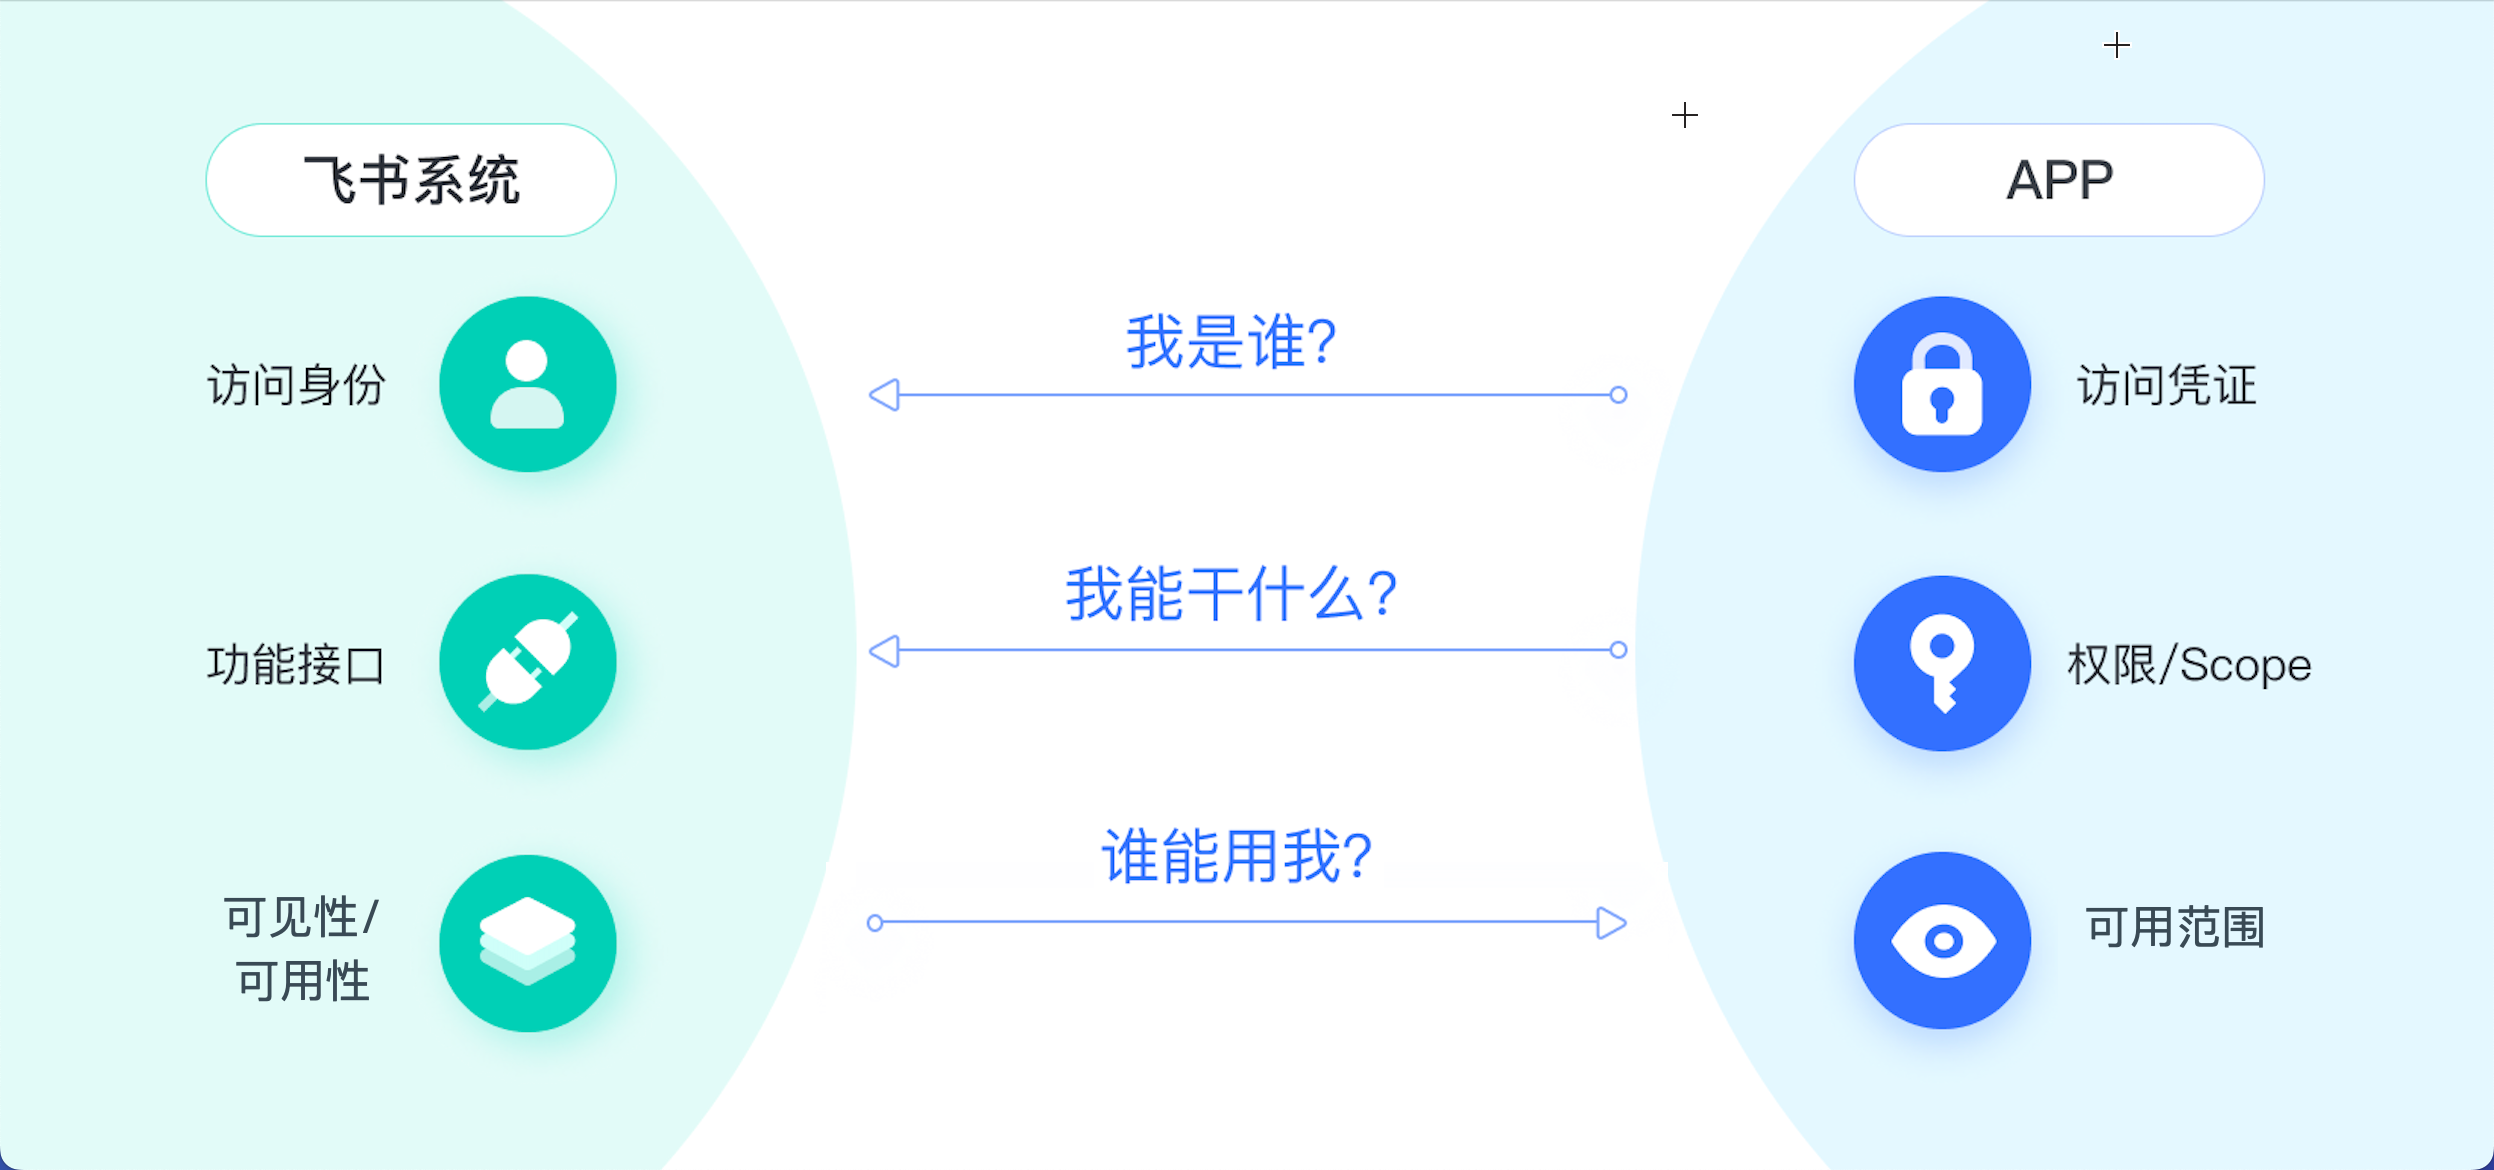 飞书系统
APP
我是谁?
访问身份
访问凭证
我能干什么?
功能接口
权限/Scope
谁能用我?
可见性/
可用性
可用范围